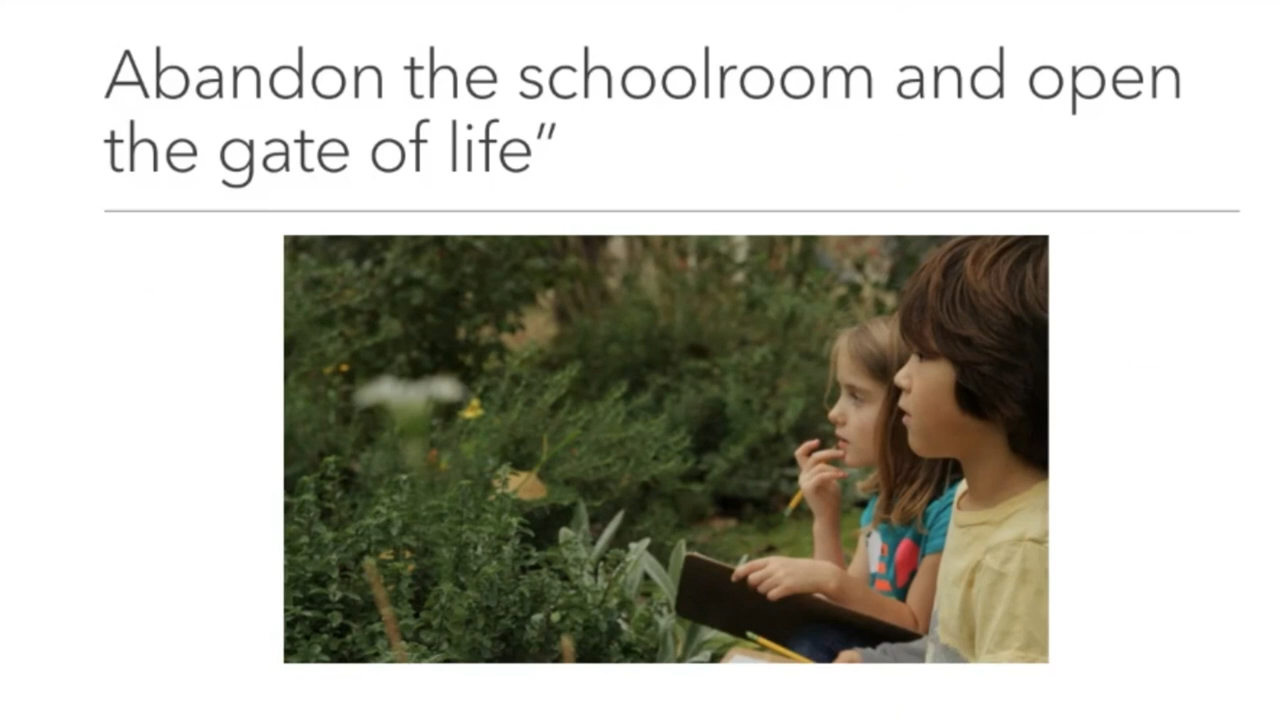 Abandon the schoolroom and open
the gate of life”